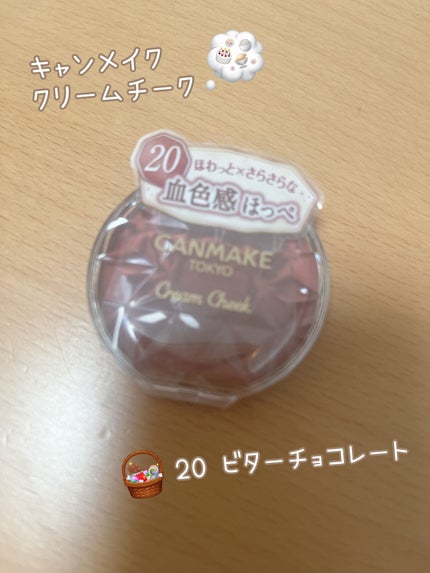 キャンメイク
クリームチーク
20
ほわっと×さらさらな
血色感 ほっぺ
CANMAKE
TOKYO
Cream Cheek
20 ビターチョコレート